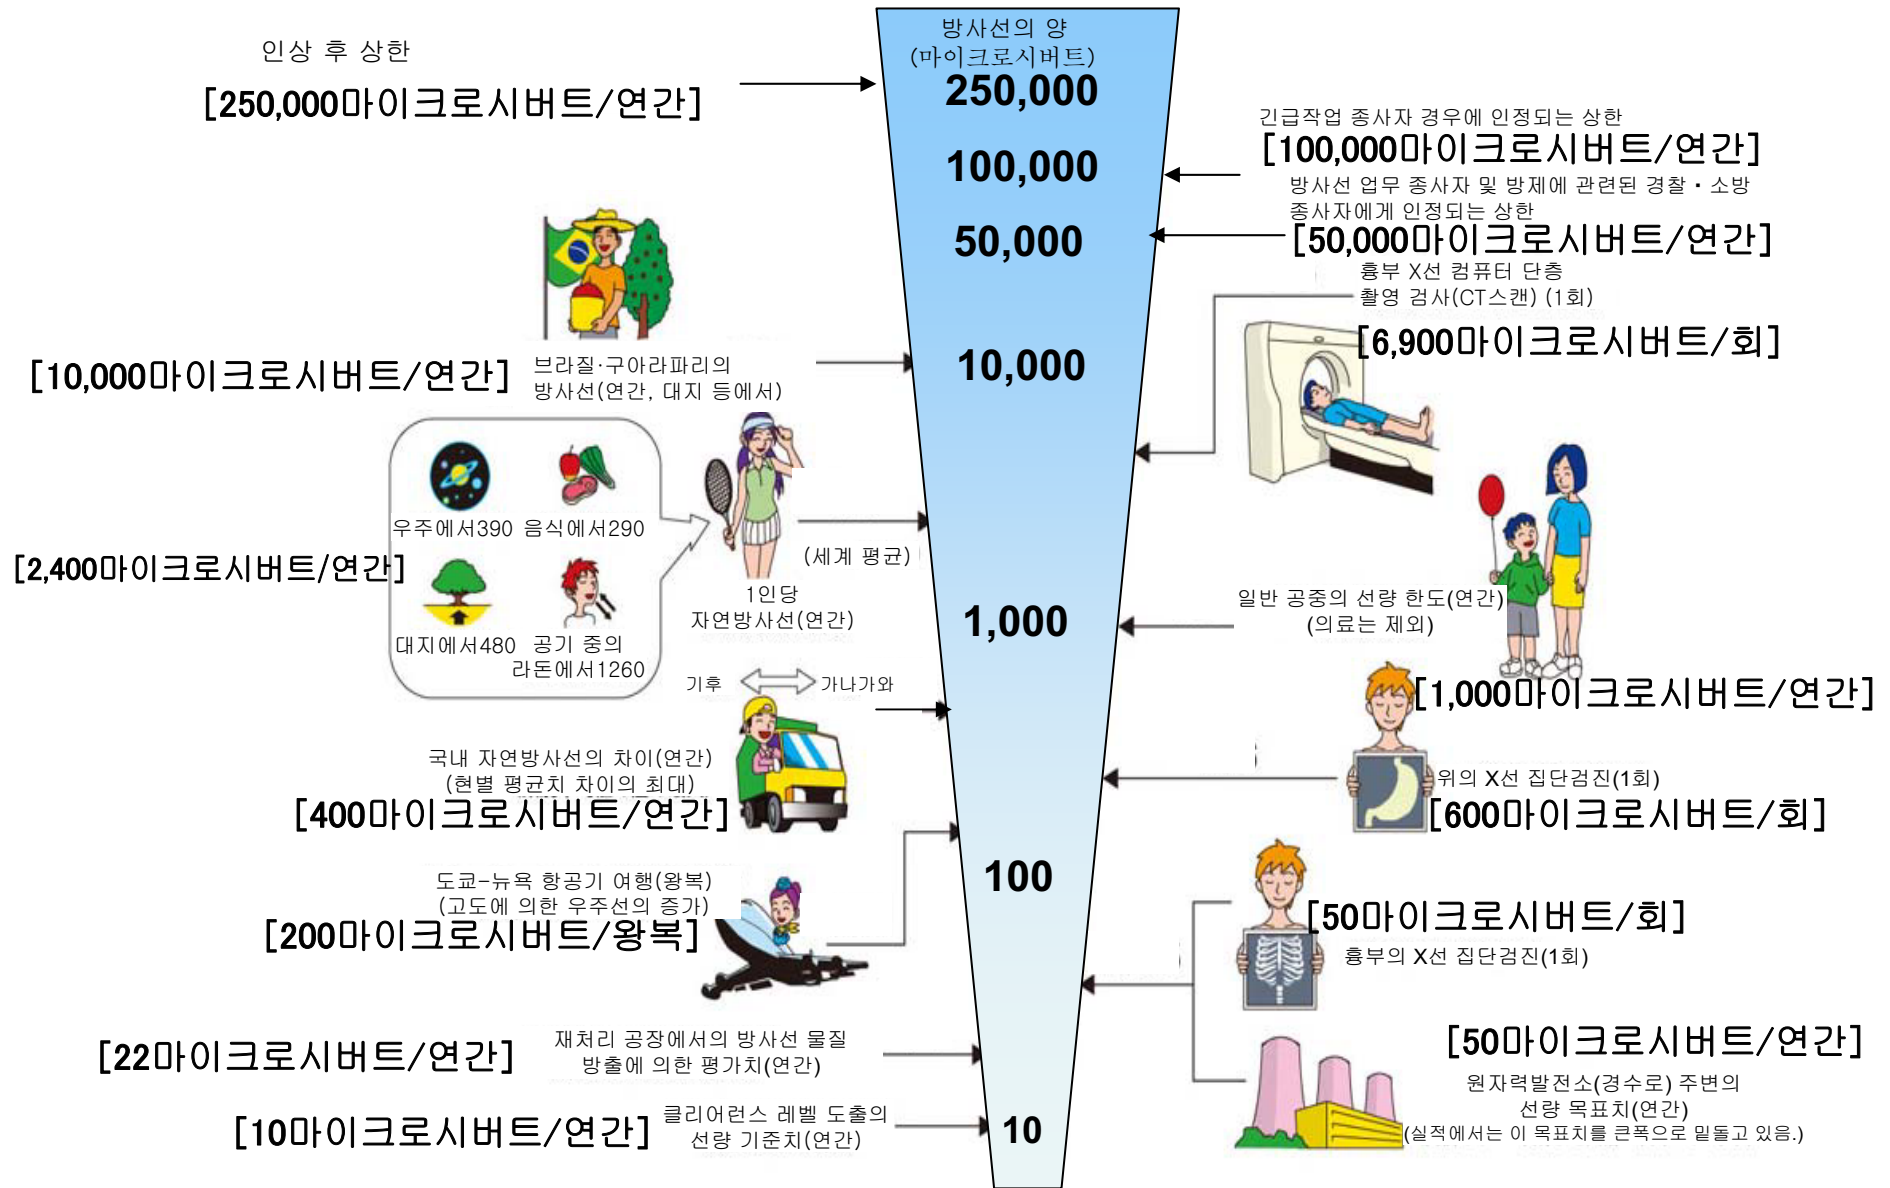 방사선의 양
(마이크로시버트)
250,000
100,000
50,000
10,000
1,000
100
10
인상 후 상한
[250,000마이크로시버트/연간]
브라질·구아라파리의
방사선(연간, 대지 등에서)
[10,000마이크로시버트/연간]
우주에서390 음식에서290
대지에서480 공기 중의
라돈에서1260
[2,400마이크로시버트/연간]
(세계 평균)
1인당
자연방사선(연간)
기후 가나가와
국내 자연방사선의 차이(연간)
(현별 평균치 차이의 최대)
[400마이크로시버트/연간]
도쿄-뉴욕 항공기 여행(왕복)
(고도에 의한 우주선의 증가)
[200마이크로시버트/왕복]
재처리 공장에서의 방사선 물질
방출에 의한 평가치(연간)
[22마이크로시버트/연간]
클리어런스 레벨 도출의
선량 기준치(연간)
[10마이크로시버트/연간]
긴급작업 종사자 경우에 인정되는 상한
[100,000마이크로시버트/연간]
방사선 업무 종사자 및 방제에 관련된 경찰・소방
종사자에게 인정되는 상한
[50,000마이크로시버트/연간]
흉부 X선 컴퓨터 단층
촬영 검사(CT스캔) (1회)
[6,900마이크로시버트/회]
일반 공중의 선량 한도(연간)
(의료는 제외)
[1,000마이크로시버트/연간]
위의 X선 집단검진(1회)
[600마이크로시버트/회]
[50마이크로시버트/회]
흉부의 X선 집단검진(1회)
[50마이크로시버트/연간]
원자력발전소(경수로) 주변의
선량 목표치(연간)
(실적에서는 이 목표치를 큰폭으로 밑돌고 있음.)